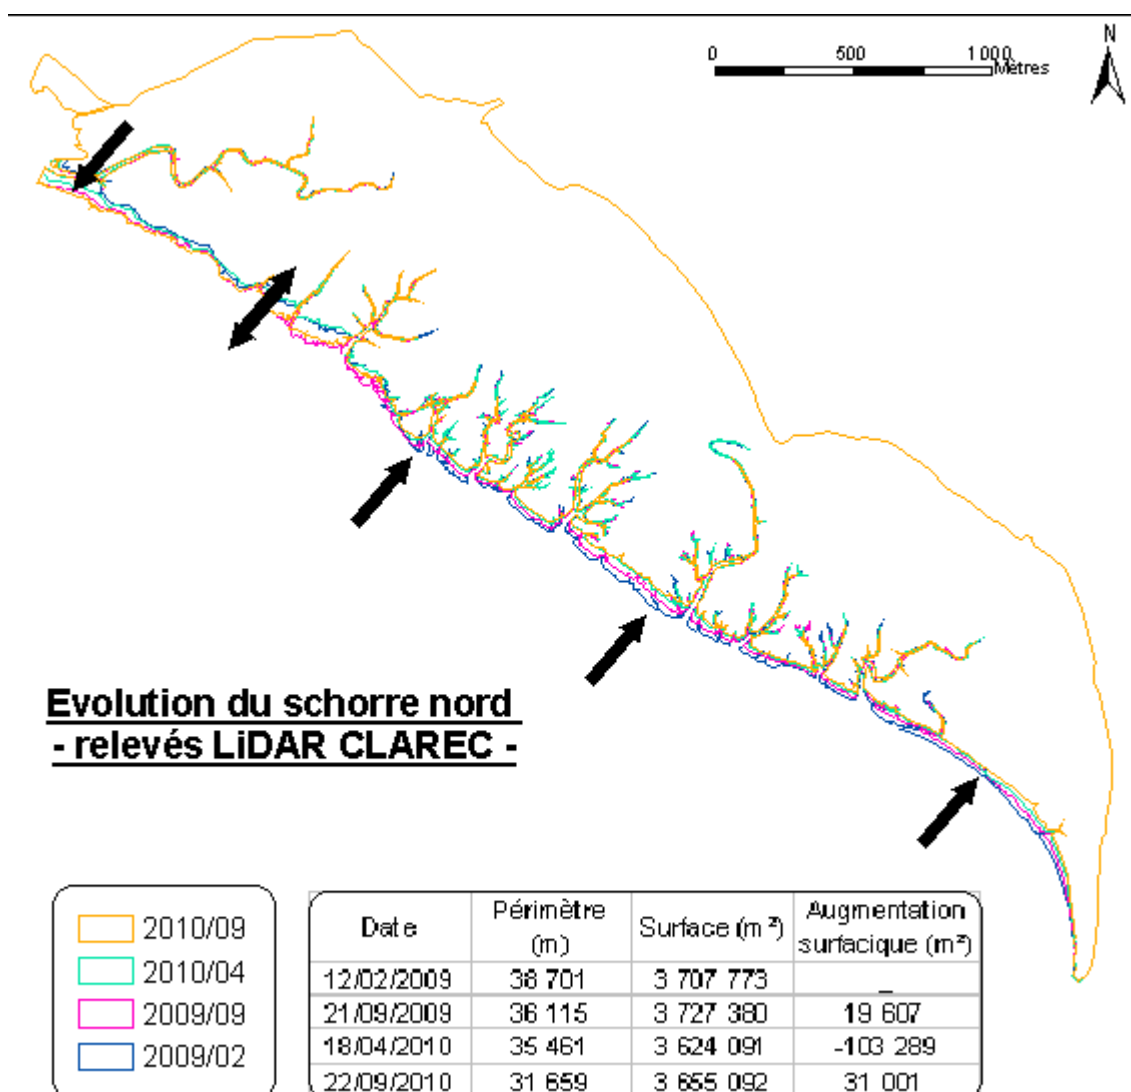 N
0 500 1 000
Mètres
Evolution du schorre nord
- relevés LiDAR CLAREC -
2010/09
2010/04
2009/09
2009/02
Date Périmètre (m) Surface (m²) Augmentation surfacique (m²)
12/02/2009 38 701 3 707 773 _
21/09/2009 36 115 3 727 380 19 607
18/04/2010 35 461 3 624 091 -103 289
22/09/2010 31 659 3 655 092 31 001